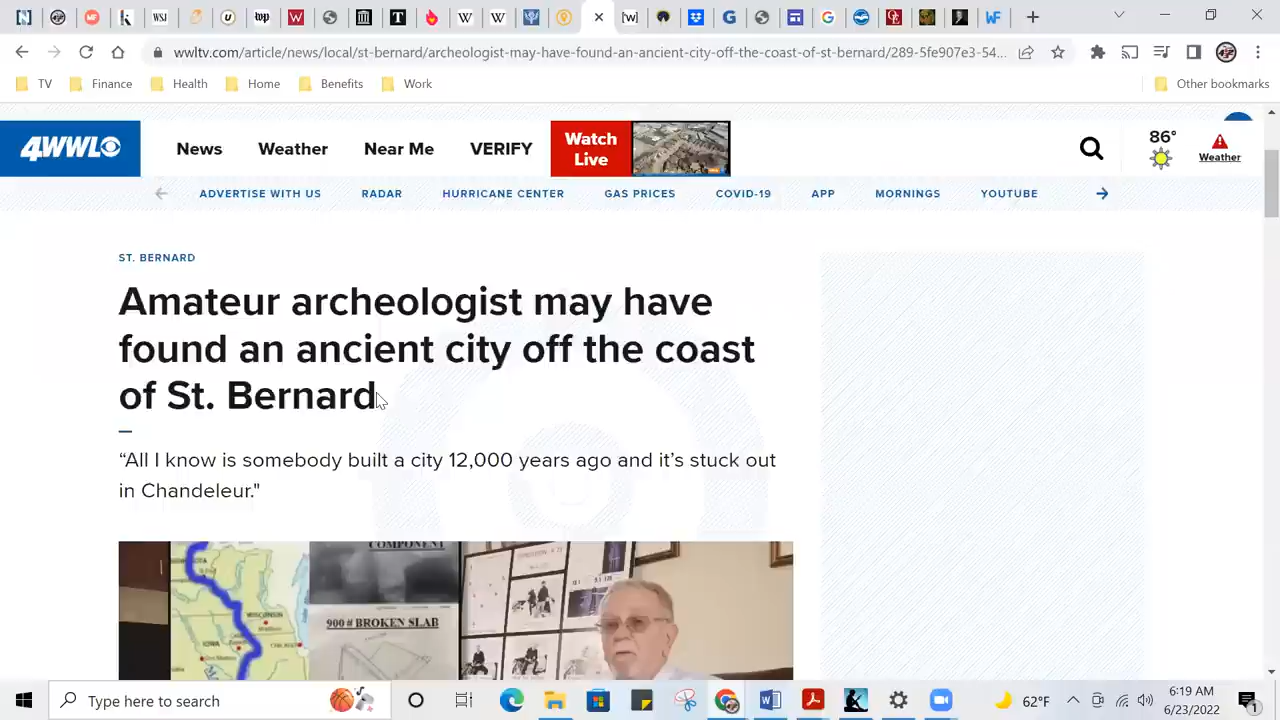 wwltv.com/article/news/local/st-bernard/archeologist-may-have-found-an-ancient-city-off-the-coast-of-st-bernard/289-5fe907e3-54...
TV Finance Health Home Benefits Work Other bookmarks
4WWL News Weather Near Me VERIFY Watch Live 86° Weather
ADVERTISE WITH US RADAR HURRICANE CENTER GAS PRICES COVID-19 APP MORNINGS YOUTUBE
ST. BERNARD
Amateur archeologist may have
found an ancient city off the coast
of St. Bernard
“All I know is somebody built a city 12,000 years ago and it’s stuck out
in Chandeleur."
COMPONENT
900# BROKEN SLAB
Type here to search
62°F
6:19 AM
6/23/2022